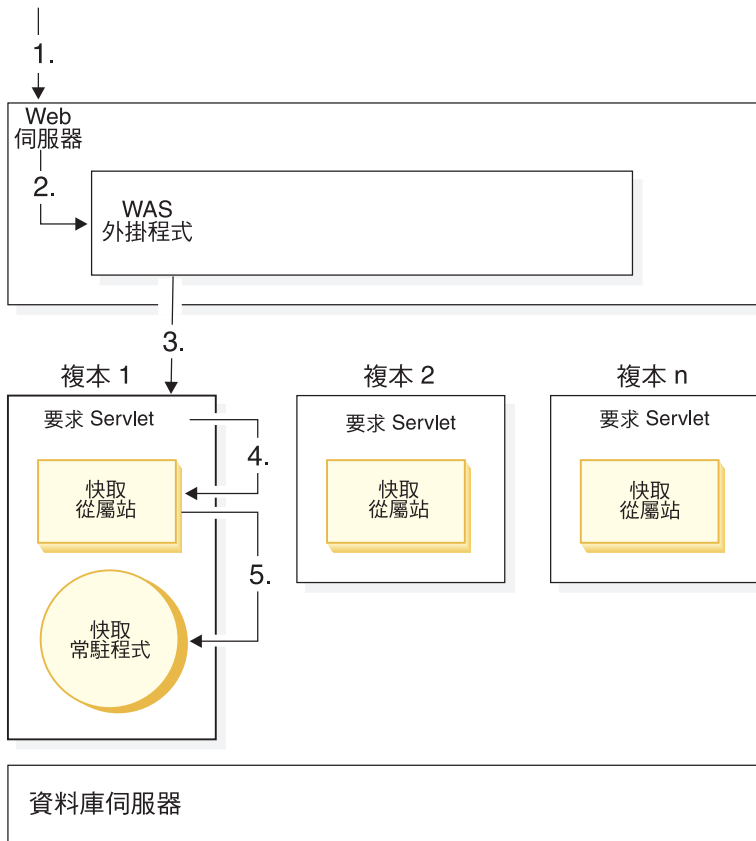 1.
Web
伺服器
2.
WAS
外掛程式
3.
複本 1
複本 2
複本 n
要求 Servlet
要求 Servlet
要求 Servlet
4.
快取
從屬站
快取
從屬站
快取
從屬站
5.
快取
常駐程式
資料庫伺服器